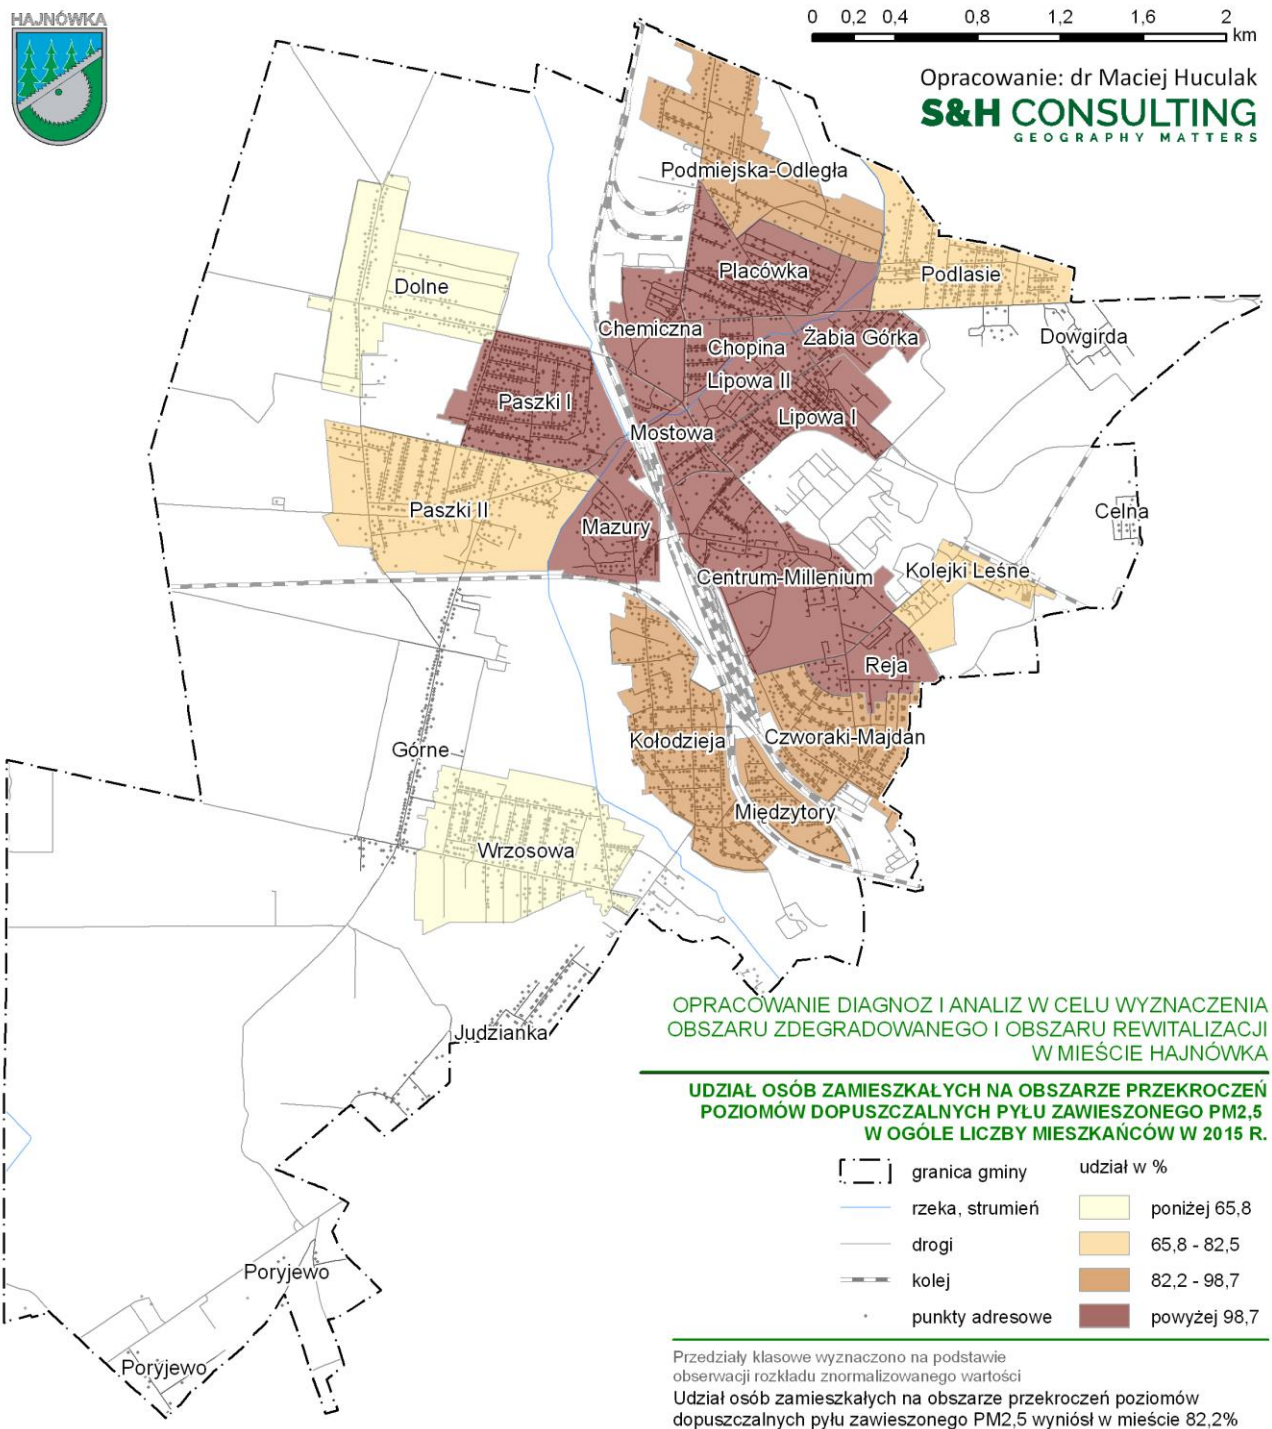 HAJNÓWKA
0 0,2 0,4 0,8 1,2 1,6 2
km
Opracowanie: dr Maciej Huculak
S&H CONSULTING
GEOGRAPHY MATTERS
Podmiejska-Odległa
Placówka
Podlasie
Dolne
Chemiczna
Chopina
Żabia Górka
Dowgirda
Lipowa II
Paszki I
Lipowa I
Mostowa
Paszki II
Mazury
Celna
Centrum-Millenium
Kolejki Leśne
Reja
Górne
Kołodzieja
Czworaki-Majdan
Międzytory
Wrzosowa
Judzianka
Poryjewo
Poryjewo
OPRACOWANIE DIAGNOZ I ANALIZ W CELU WYZNACZENIA
OBSZARU ZDEGRADOWANEGO I OBSZARU REWITALIZACJI
W MIEŚCIE HAJNÓWKA
UDZIAŁ OSÓB ZAMIESZKAŁYCH NA OBSZARZE PRZEKROCZEŃ
POZIOMÓW DOPUSZCZALNYCH PYŁU ZAWIESZONEGO PM2,5
W OGÓLE LICZBY MIESZKAŃCÓW W 2015 R.
granica gminy
rzeka, strumień
drogi
kolej
punkty adresowe
udział w %
poniżej 65,8
65,8 - 82,5
82,2 - 98,7
powyżej 98,7
Przedziały klasowe wyznaczono na podstawie
obserwacji rozkładu znormalizowanego wartości
Udział osób zamieszkałych na obszarze przekroczeń poziomów
dopuszczalnych pyłu zawieszonego PM2,5 wyniósł w mieście 82,2%